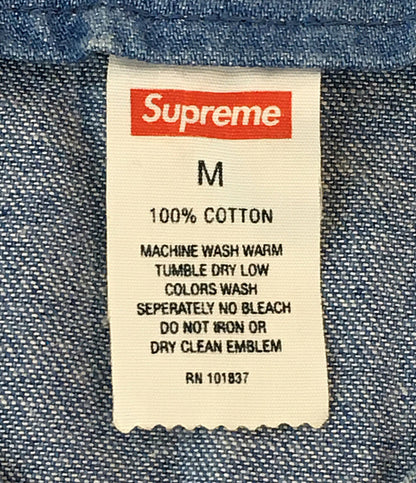 Supreme
M
100% COTTON
MACHINE WASH WARM
TUMBLE DRY LOW
COLORS WASH
SEPERATELY NO BLEACH
DO NOT IRON OR
DRY CLEAN EMBLEM
RN 101837